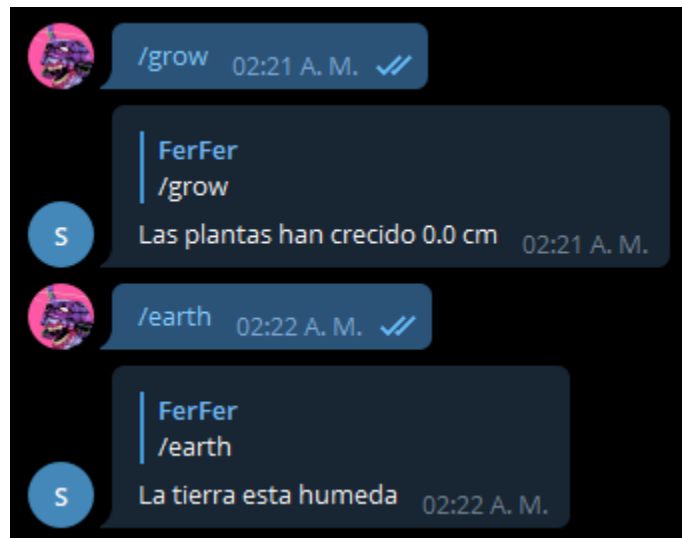 /grow 02:21 A. M.
FerFer
/grow
Las plantas han crecido 0.0 cm 02:21 A. M.
S
/earth 02:22 A. M.
FerFer
/earth
La tierra esta humeda 02:22 A. M.
S